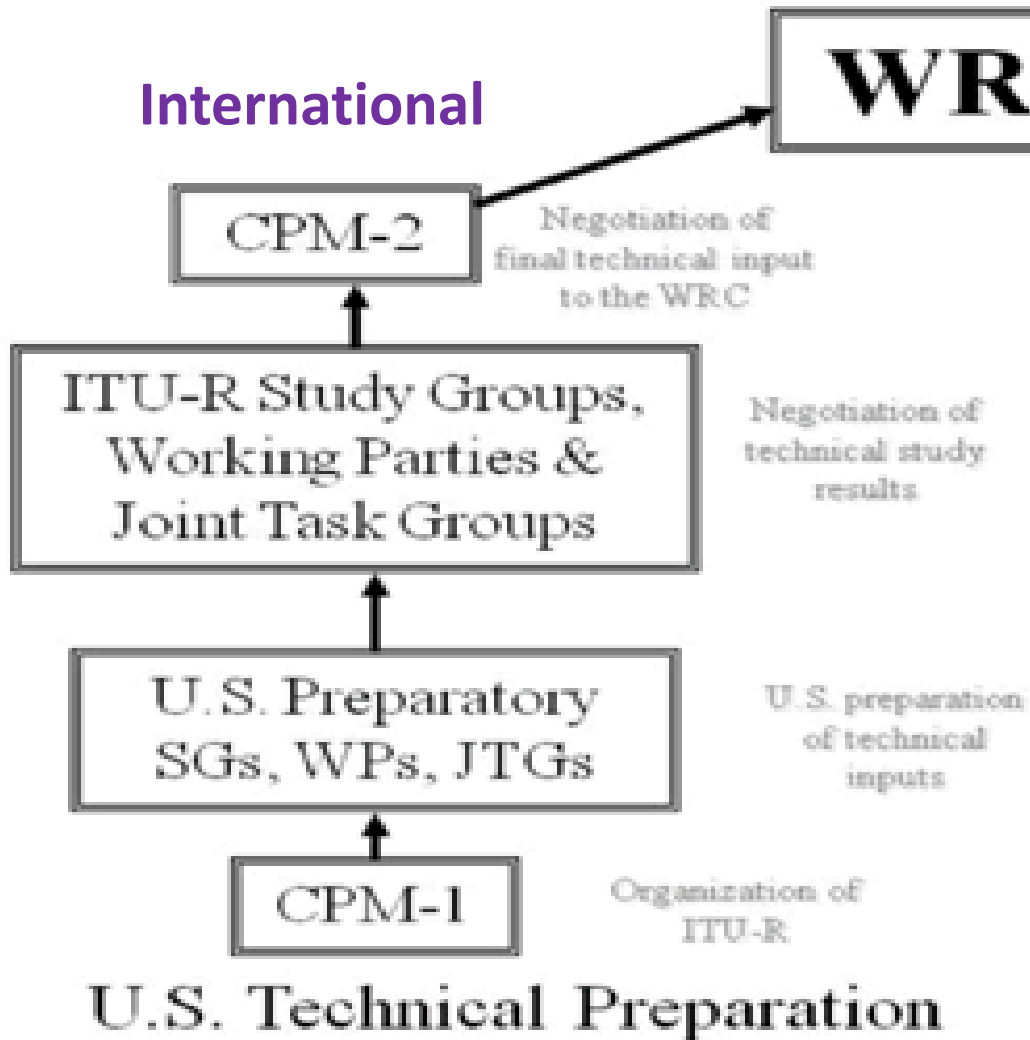 WR
International
CPM-2
Negotiation of
final technical input
to the WRC
ITU-R Study Groups,
Working Parties &
Joint Task Groups
Negotiation of
technical study
results
U.S. Preparatory
SGs, WPs, JTGs
U.S. preparation
of technical
inputs
CPM-1
Organization of
ITU-R
U.S. Technical Preparation